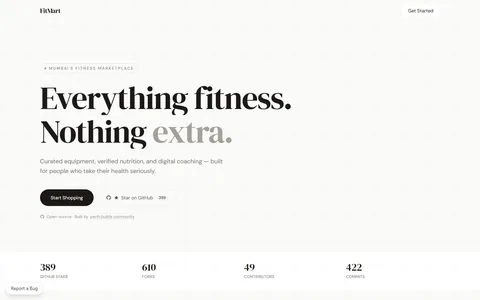 FitMart
Get Started
MUMBAI'S FITNESS MARKETPLACE
Everything fitness.
Nothing extra.
Curated equipment, verified nutrition, and digital coaching — built
for people who take their health seriously.
Start Shopping
★ Star on GitHub 389
Open source · Built by
389
610
49
422
GITHUB STARS
FORKS
CONTRIBUTORS
COMMITS
Report a Bug